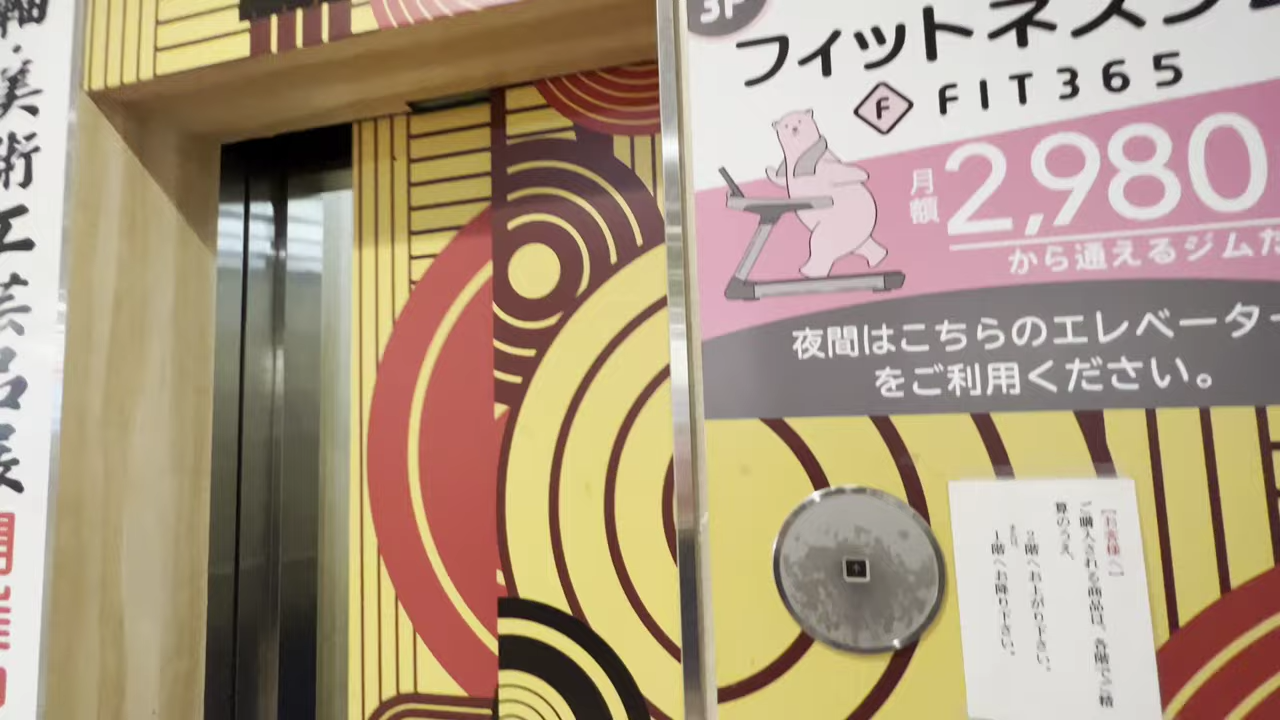 軸・美術工芸品展
3F
フィットネスジム
F
FIT365
月額
2,980
から通えるジムだ
夜間はこちらのエレベーター
をご利用ください。
【お客様へ】
ご購入される商品は、各階でご精
算のうえ、
2階へお上がり下さい。
1階へお降り下さい。